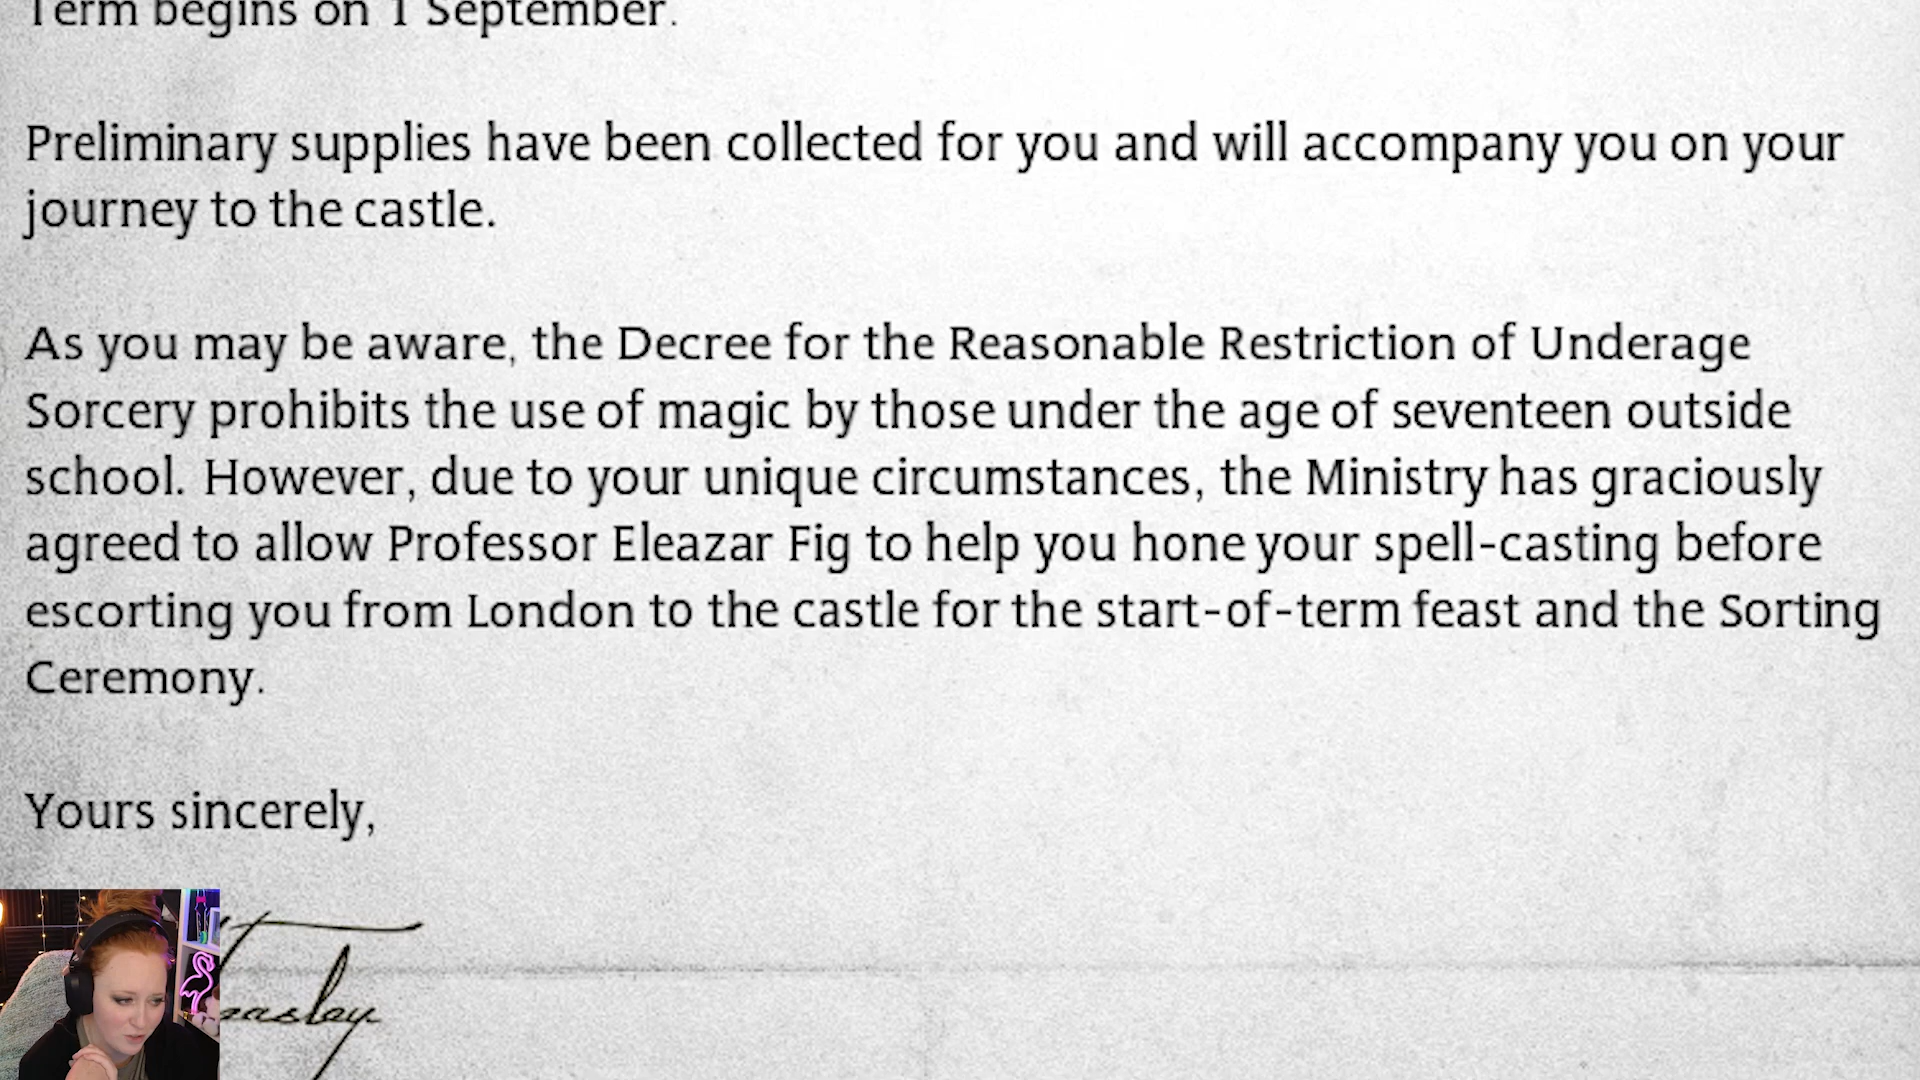 Term begins on 1 September.
Preliminary supplies have been collected for you and will accompany you on your
journey to the castle.
As you may be aware, the Decree for the Reasonable Restriction of Underage
Sorcery prohibits the use of magic by those under the age of seventeen outside
school. However, due to your unique circumstances, the Ministry has graciously
agreed to allow Professor Eleazar Fig to help you hone your spell-casting before
escorting you from London to the castle for the start-of-term feast and the Sorting
Ceremony.
Yours sincerely,